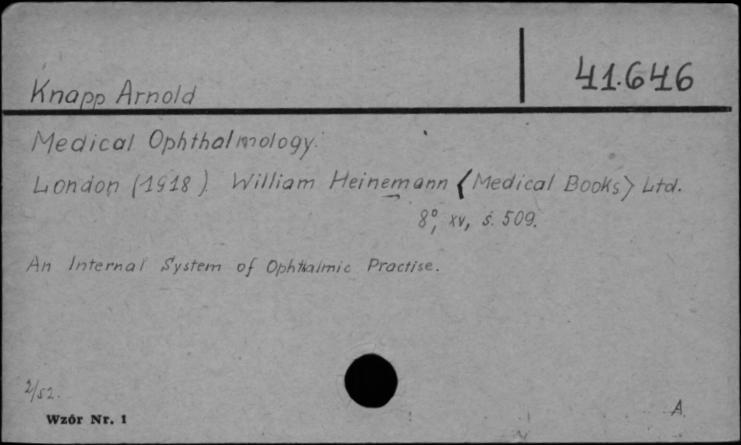 Knapp Arnold
41.646
Medical Ophthalmology.
London (1918). William Heinemann <Medical Books> Ltd.
8°, xv, s. 509.
An Internal System of Ophthalmic Practise.
2/52.
Wzór Nr. 1
A.